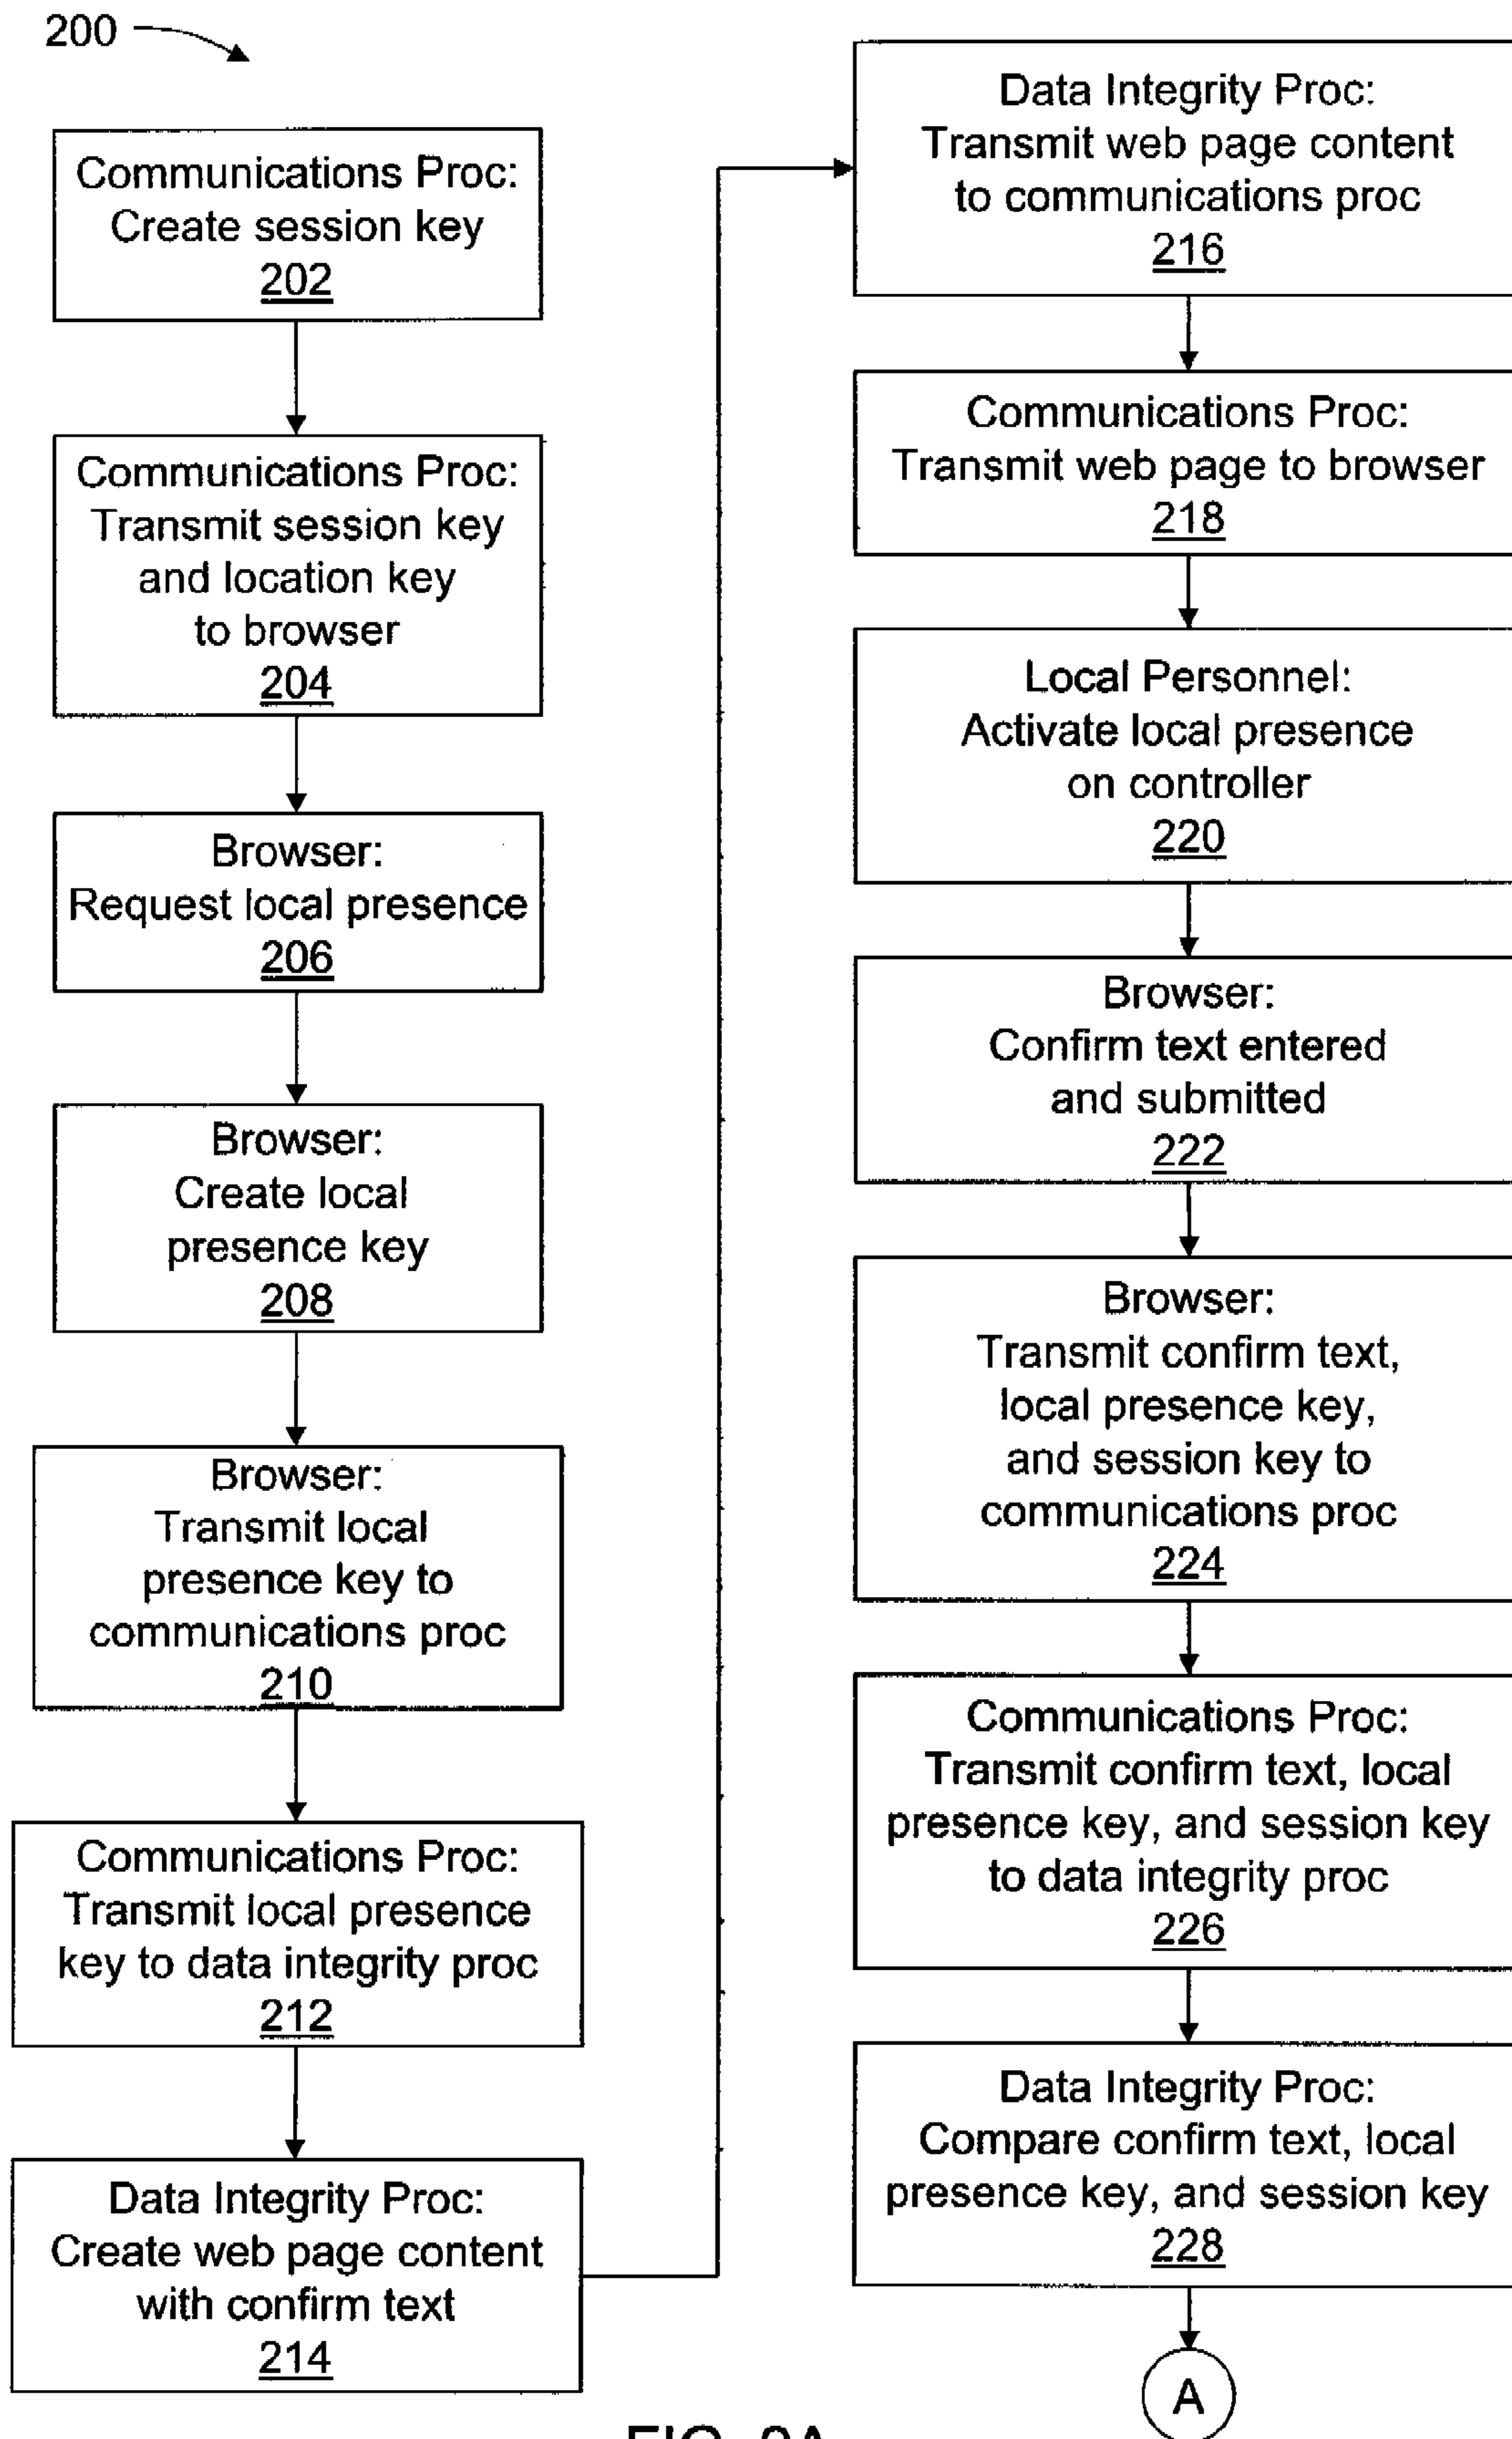 200
Communications Proc:
Create session key
202
Communications Proc:
Transmit session key
and location key
to browser
204
Browser:
Request local presence
206
Browser:
Create local
presence key
208
Browser:
Transmit local
presence key to
communications proc
210
Communications Proc:
Transmit local presence
key to data integrity proc
212
Data Integrity Proc:
Create web page content
with confirm text
214
Data Integrity Proc:
Transmit web page content
to communications proc
216
Communications Proc:
Transmit web page to browser
218
Local Personnel:
Activate local presence
on controller
220
Browser:
Confirm text entered
and submitted
222
Browser:
Transmit confirm text,
local presence key,
and session key to
communications proc
224
Communications Proc:
Transmit confirm text, local
presence key, and session key
to data integrity proc
226
Data Integrity Proc:
Compare confirm text, local
presence key, and session key
228
A